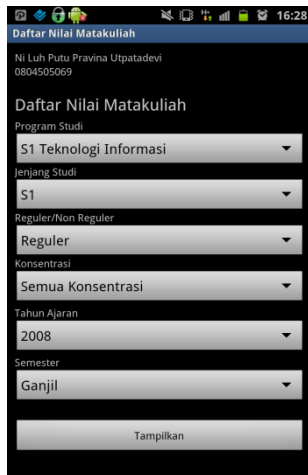 16:28
Daftar Nilai Matakuliah
Ni Luh Putu Pravina Utpatadevi
0804505069
Daftar Nilai Matakuliah
Program Studi
S1 Teknologi Informasi
Jenjang Studi
S1
Reguler/Non Reguler
Reguler
Konsentrasi
Semua Konsentrasi
Tahun Ajaran
2008
Semester
Ganjil
Tampilkan